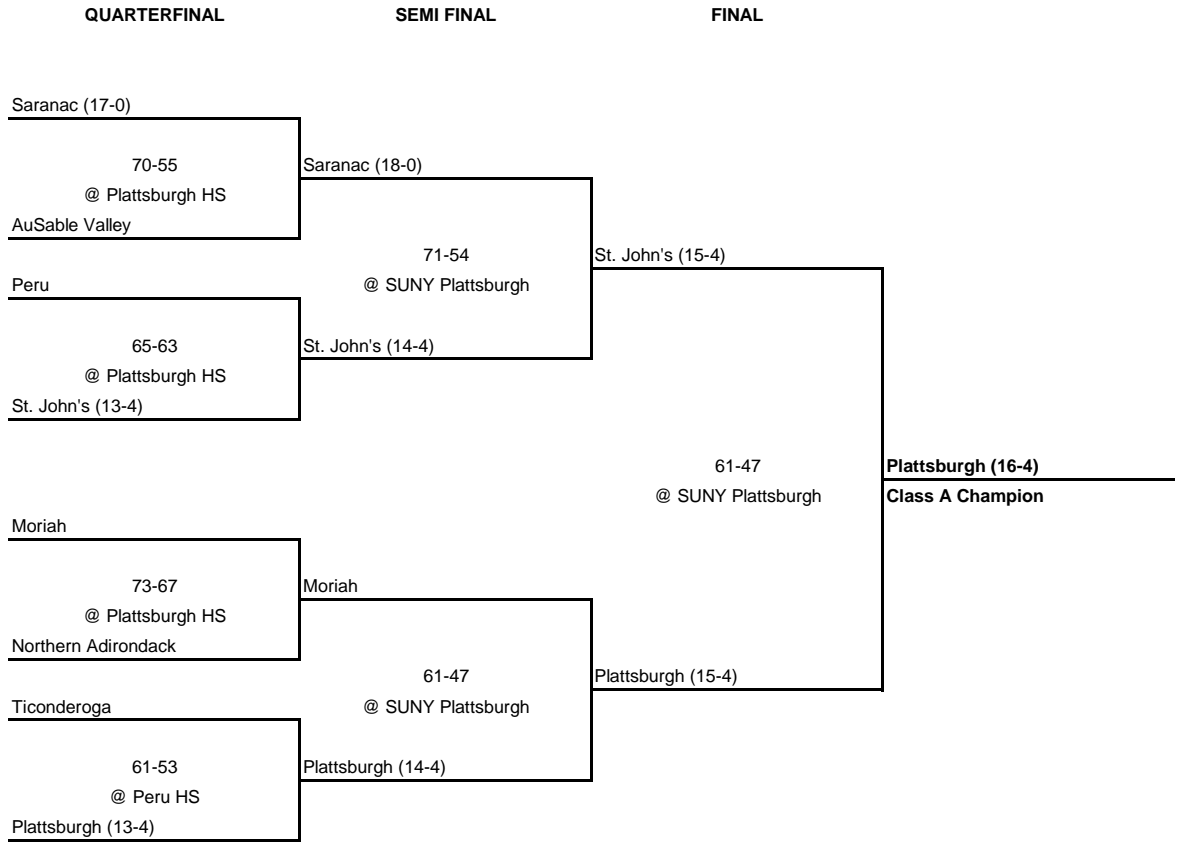 QUARTERFINAL SEMI FINAL FINAL
Saranac (17-0)
70-55 Saranac (18-0)
@ Plattsburgh HS
AuSable Valley
71-54 St. John's (15-4)
Peru @ SUNY Plattsburgh
65-63 St. John's (14-4)
@ Plattsburgh HS
St. John's (13-4)
61-47 Plattsburgh (16-4)
@ SUNY Plattsburgh Class A Champion
Moriah
73-67 Moriah
@ Plattsburgh HS
Northern Adirondack
61-47 Plattsburgh (15-4)
Ticonderoga @ SUNY Plattsburgh
61-53 Plattsburgh (14-4)
@ Peru HS
Plattsburgh (13-4)